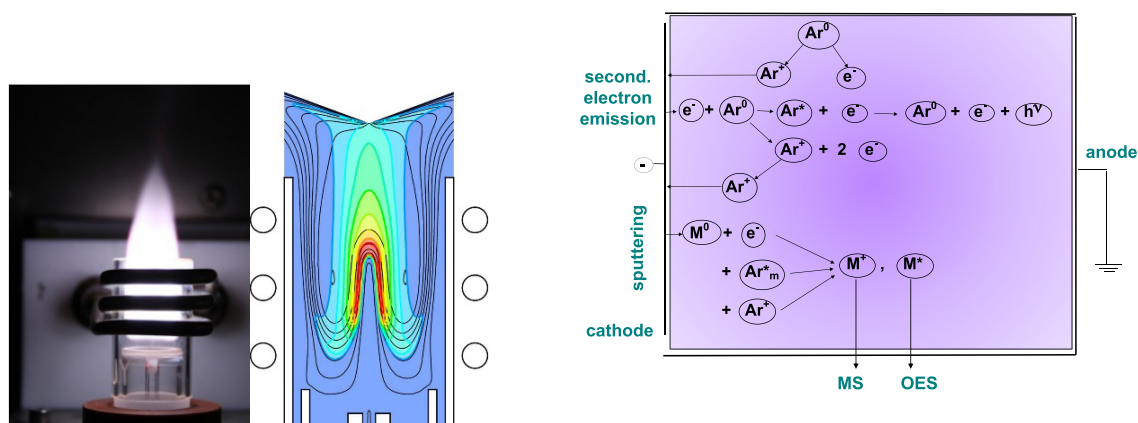 Ar⁰
Ar⁺ e⁻
second.
electron
emission
e⁻ + Ar⁰ Ar* + e⁻ Ar⁰ + e⁻ + hν
Ar⁺ + 2 e⁻
-
anode
Ar⁺
sputtering
M⁰ + e⁻
+ Ar*ₘ M⁺ , M*
+ Ar⁺
cathode
MS OES